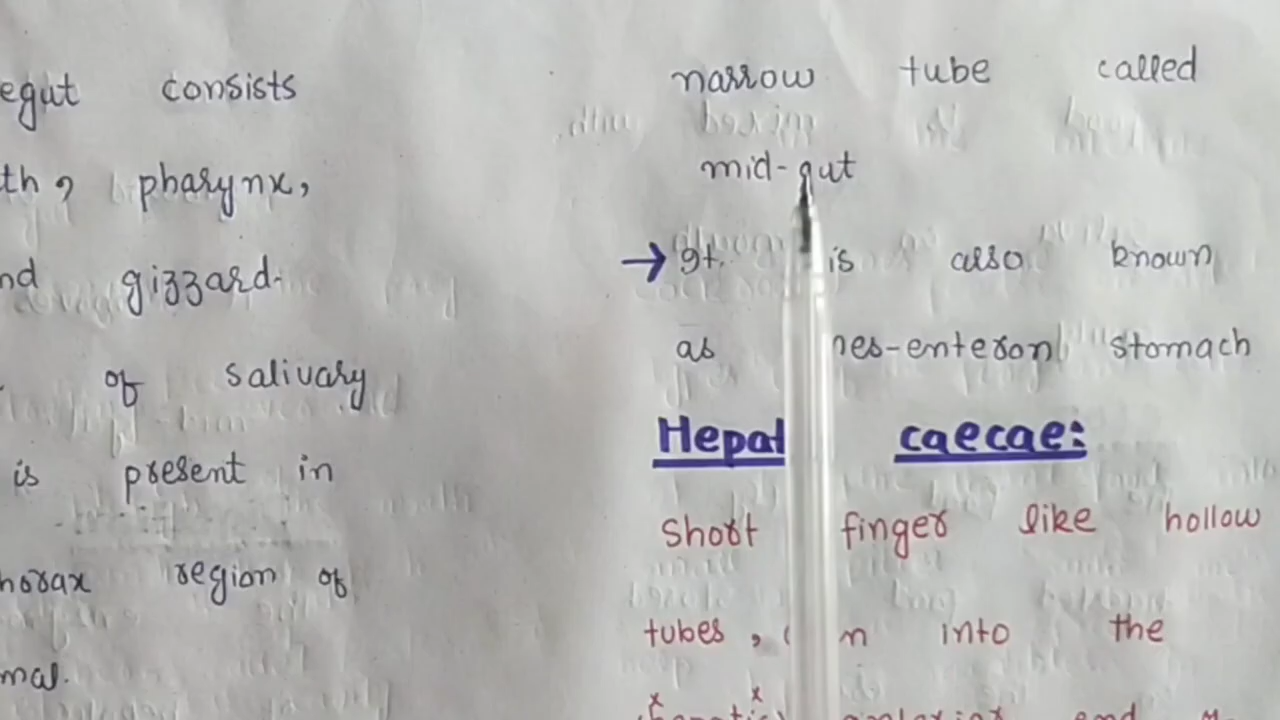 egut consists
th, pharynx,
nd gizzard.
of salivary
is present in
horax region of
mal.
narrow tube called
mid-gut
→ It is also known
as mes-enteron stomach
Hepat caecae:
Short finger like hollow
tubes, n into the